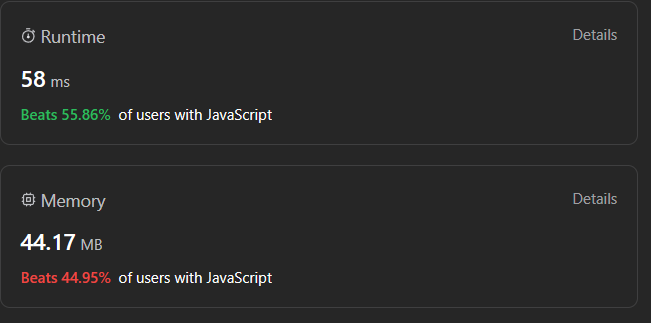 Runtime Details
58 ms
Beats 55.86% of users with JavaScript
Memory Details
44.17 MB
Beats 44.95% of users with JavaScript